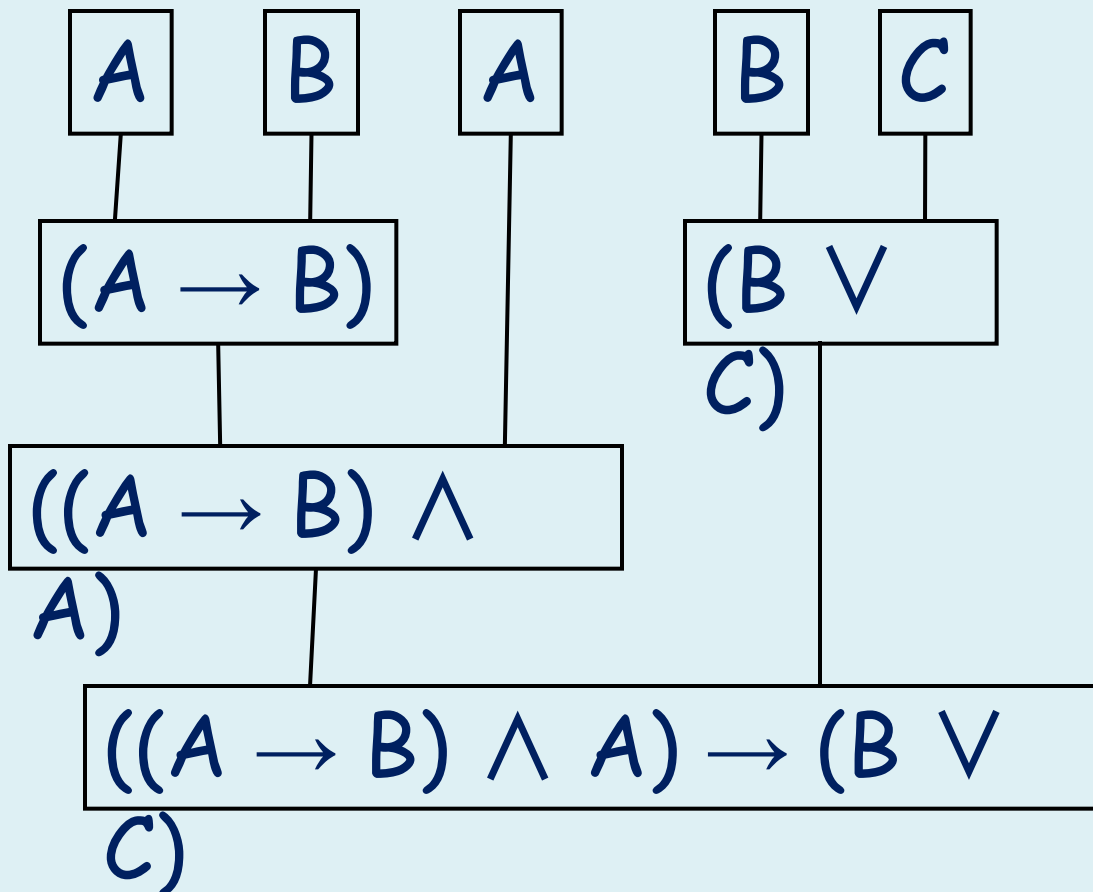 A B A B C
(A → B) (B ∨
C)
((A → B) ∧
A)
((A → B) ∧ A) → (B ∨
C)